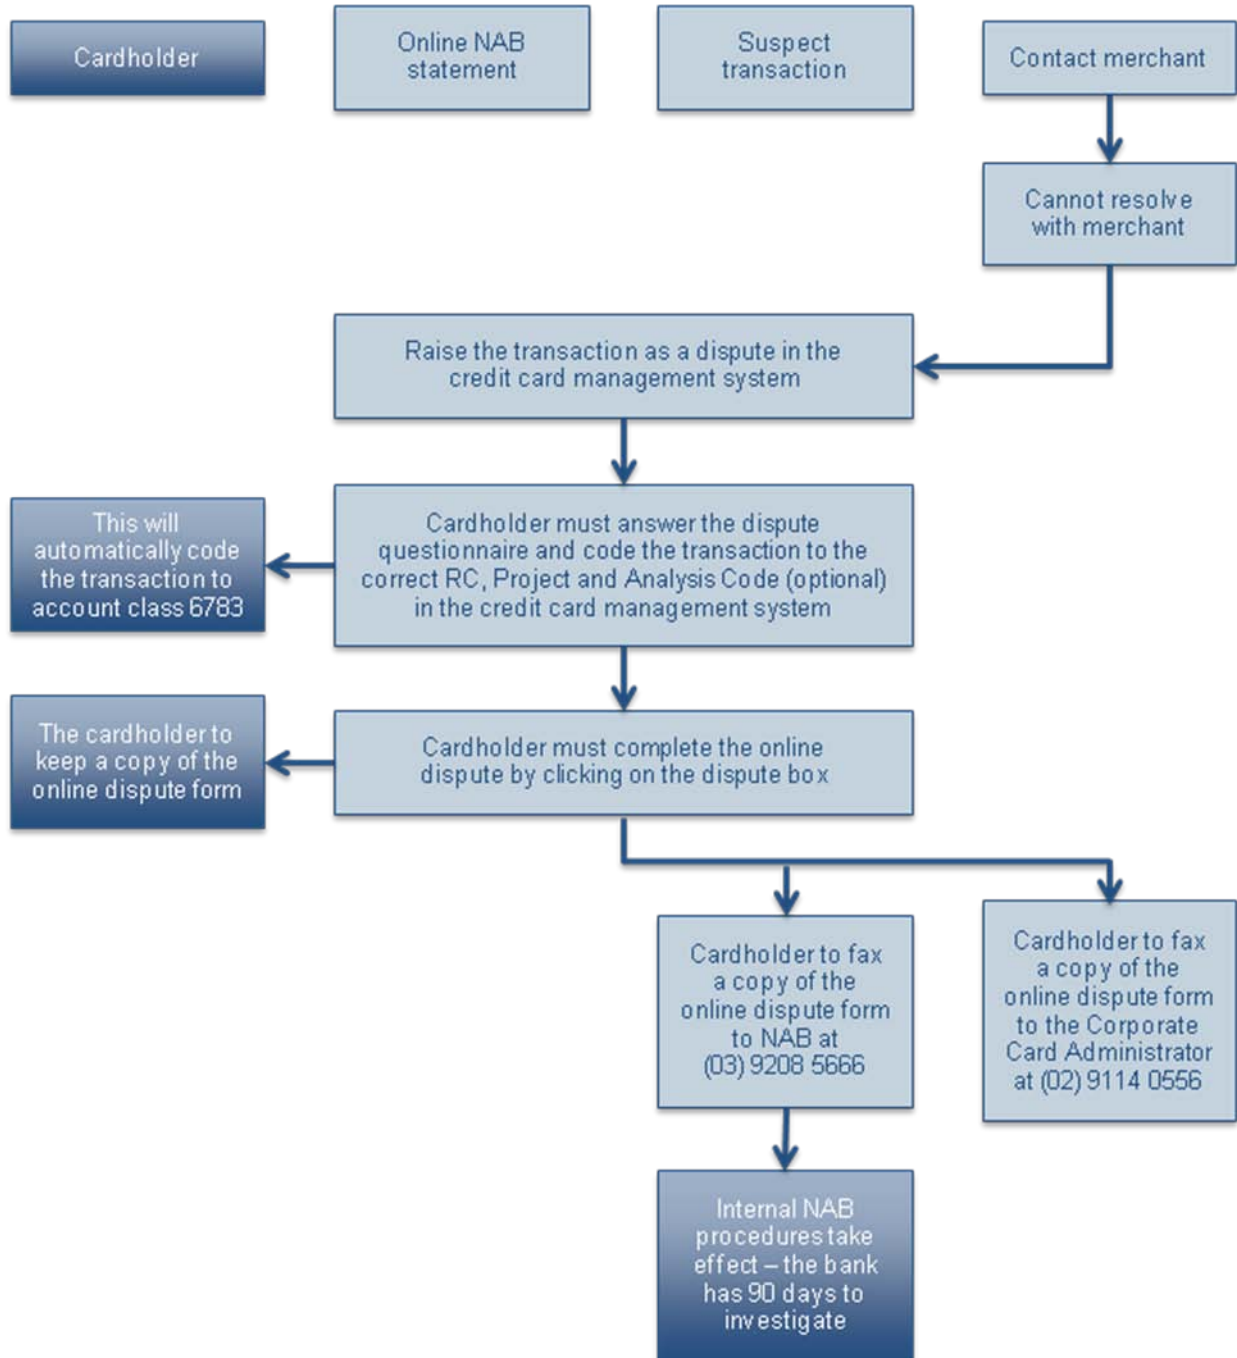 Cardholder
Online NAB
statement
Suspect
transaction
Contact merchant
Cannot resolve
with merchant
Raise the transaction as a dispute in the
credit card management system
This will
automatically code
the transaction to
account class 6783
Cardholder must answer the dispute
questionnaire and code the transaction to the
correct RC, Project and Analysis Code (optional)
in the credit card management system
The cardholder to
keep a copy of the
online dispute form
Cardholder must complete the online
dispute by clicking on the dispute box
Cardholder to fax
a copy of the
online dispute form
to NAB at
(03) 9208 5666
Cardholder to fax
a copy of the
online dispute form
to the Corporate
Card Administrator
at (02) 9114 0556
Internal NAB
procedures take
effect – the bank
has 90 days to
investigate